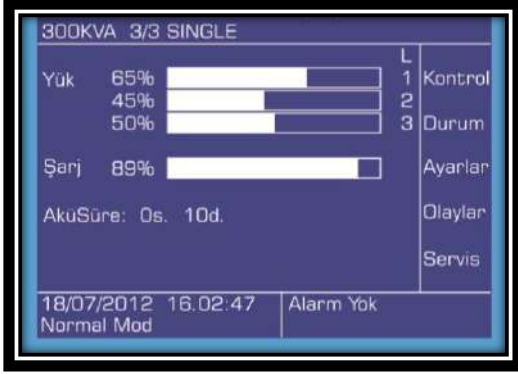 300KVA 3/3 SINGLE
L
Yük 65% 1
45% 2
50% 3
Şarj 89%
AküSüre: 0s. 10d.
Kontrol
Durum
Ayarlar
Olaylar
Servis
18/07/2012 16.02:47
Normal Mod
Alarm Yok